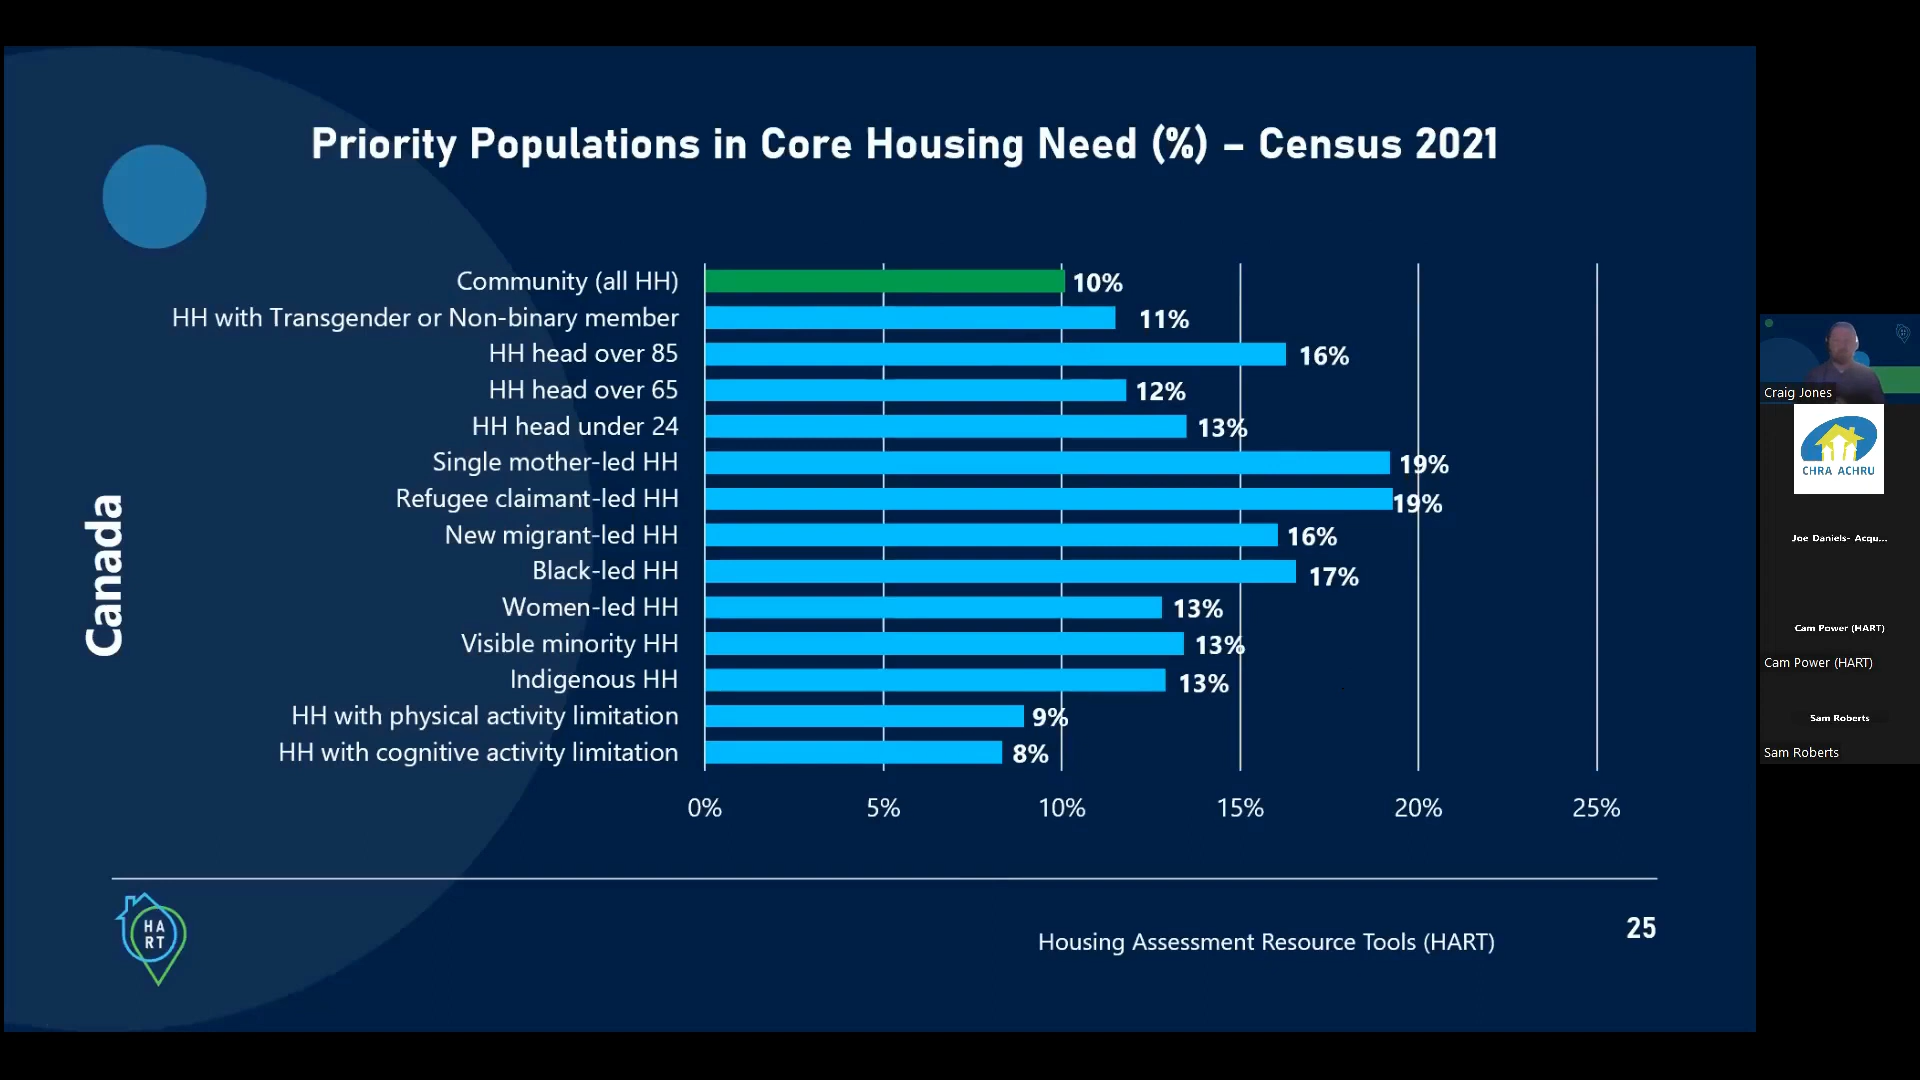 Priority Populations in Core Housing Need (%) – Census 2021
Canada
Community (all HH) 10%
HH with Transgender or Non-binary member 11%
HH head over 85 16%
HH head over 65 12%
HH head under 24 13%
Single mother-led HH 19%
Refugee claimant-led HH 19%
New migrant-led HH 16%
Black-led HH 17%
Women-led HH 13%
Visible minority HH 13%
Indigenous HH 13%
HH with physical activity limitation 9%
HH with cognitive activity limitation 8%
0% 5% 10% 15% 20% 25%
HA
RT
Housing Assessment Resource Tools (HART)
25
Craig Jones
CHRA ACHRU
Joe Daniels- Acqu...
Cam Power (HART)
Cam Power (HART)
Sam Roberts
Sam Roberts